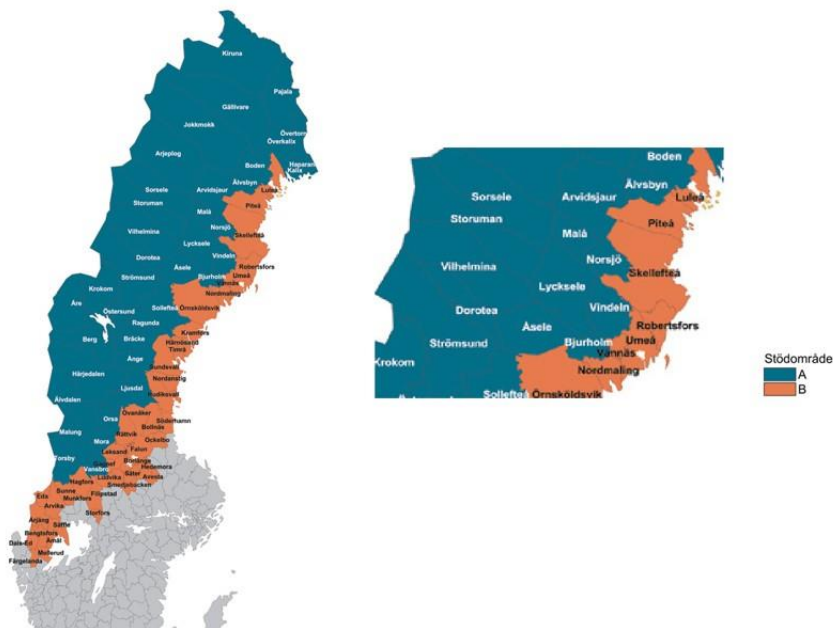 Kiruna
Pajala
Gällivare
Jokkmokk
Övertorn
Överkalix
Arjeplog
Boden
Haparan
Kalix
Älvsbyn
Sorsele
Arvidsjaur
Luleå
Storuman
Malå
Piteå
Norsjö
Vilhelmina
Skellefteå
Lycksele
Dorotea
Vindeln
Åsele
Robertsfors
Strömsund
Bjurholm
Umeå
Vännäs
Krokom
Nordmaling
Åre
Östersund
Sollefteå
Örnsköldsvik
Ragunda
Berg
Bräcke
Kramfors
Härnösand
Timrå
Ånge
Sundsvall
Härjedalen
Nordanstig
Ljusdal
Hudiksvall
Älvdalen
Ovanåker
Orsa
Söderhamn
Bollnäs
Malung
Rättvik
Mora
Ockelbo
Leksand
Falun
Torsby
Borlänge
Vansbro
Hedemora
Säter
Ludvika
Avesta
Hagfors
Smedjebacken
Sunne
Filipstad
Eda
Munkfors
Arvika
Storfors
Årjäng
Säffle
Bengtsfors
Åmål
Dals-Ed
Mellerud
Färgelanda
Boden
Älvsbyn
Sorsele
Arvidsjaur
Luleå
Storuman
Piteå
Malå
Norsjö
Vilhelmina
Skellefteå
Lycksele
Vindeln
Dorotea
Robertsfors
Åsele
Umeå
Strömsund
Bjurholm
Vännäs
Krokom
Nordmaling
Sollefteå
Örnsköldsvik
Stödområde
A
B